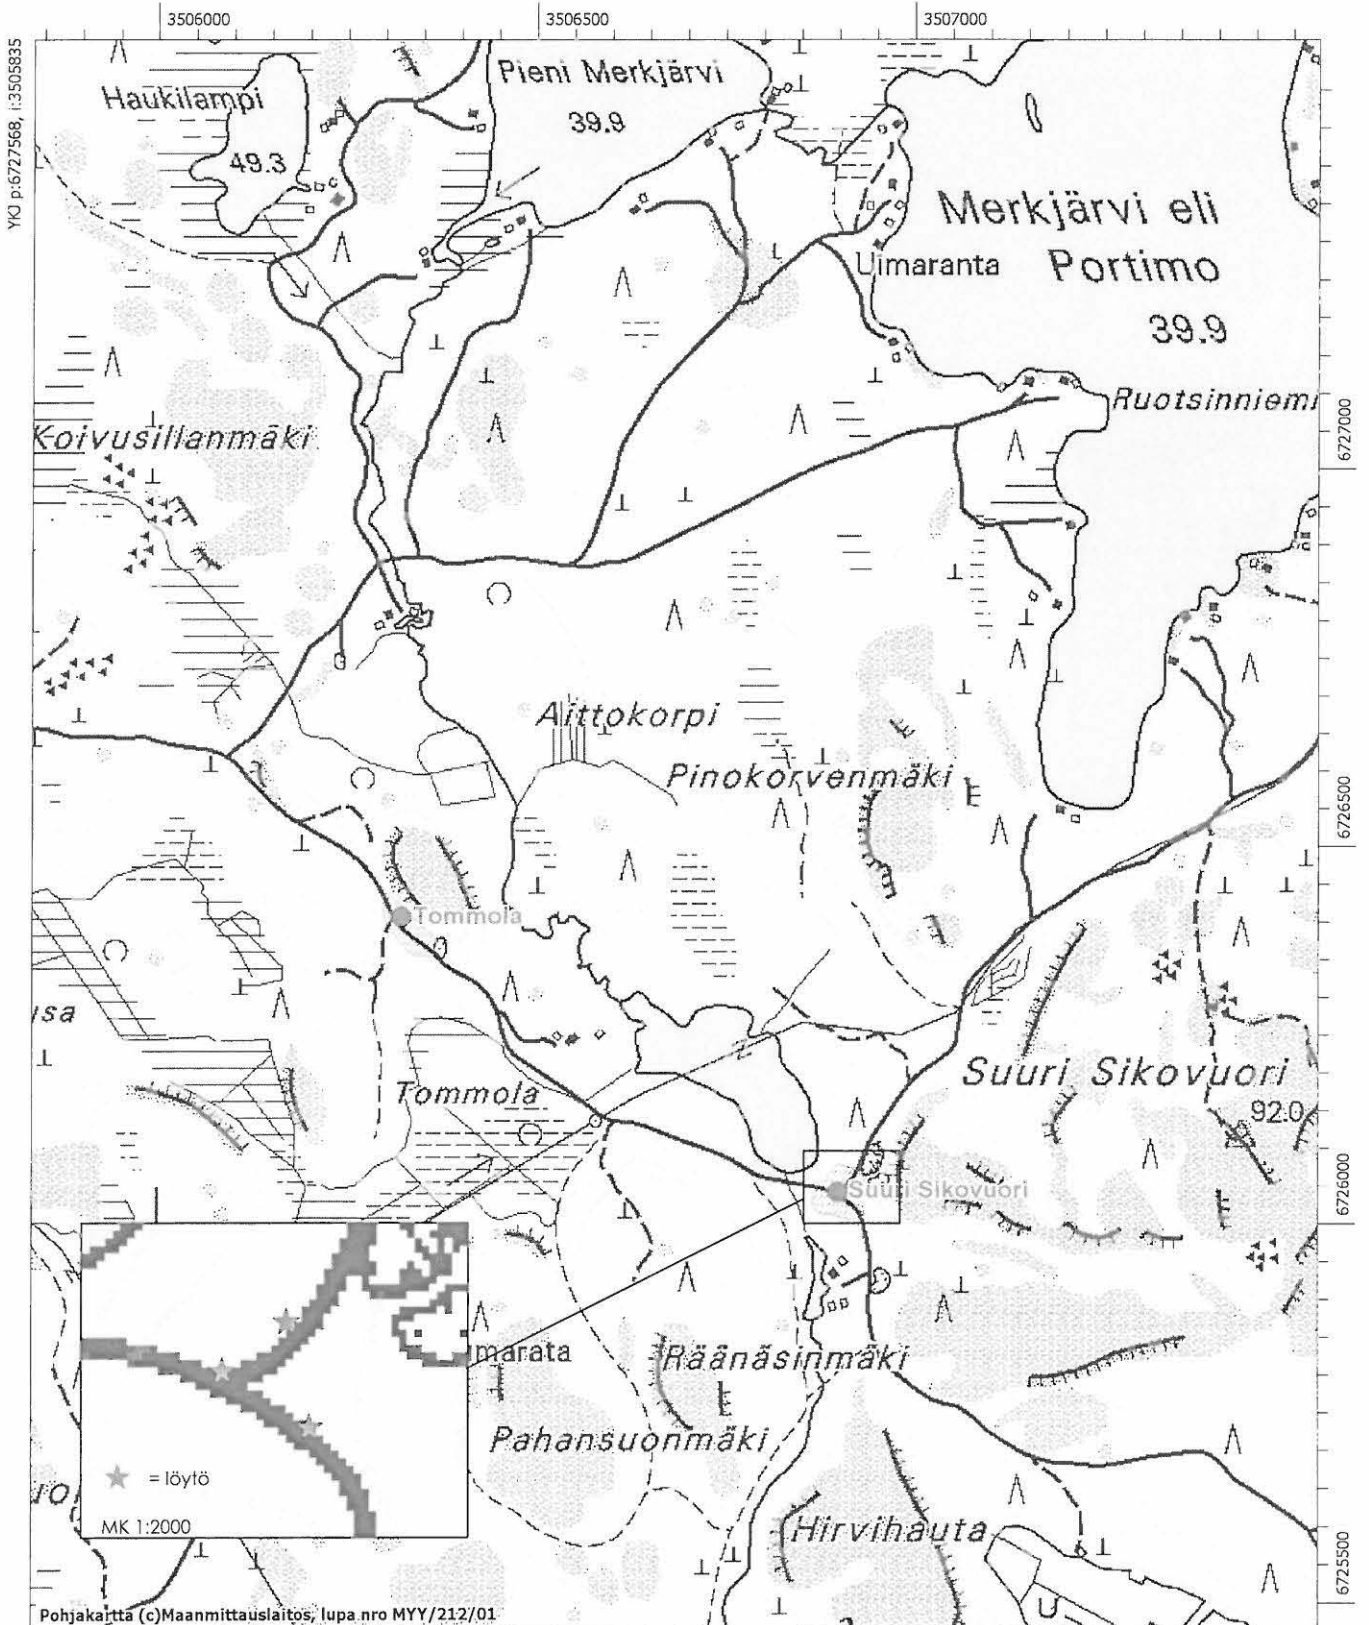 3506000
3506500
3507000
YKJ p:6727568, i:3505835
Haukilampi
49.3
Pieni Merkjärvi
39.9
Merkjärvi eli
Portimo
39.9
Uimaranta
Ruotsinniemi
6727000
Koivusillanmäki
Aittokorpi
Pinokorvenmäki
6726500
Tommola
Tommola
Suuri Sikovuori
92.0
6726000
Suuri Sikovuori
Räänäsinmäki
Pahansuonmäki
= löytö
MK 1:2000
Hirvihauta
6725500
Pohjakartta (c)Maanmittauslaitos, lupa nro MYY/212/01